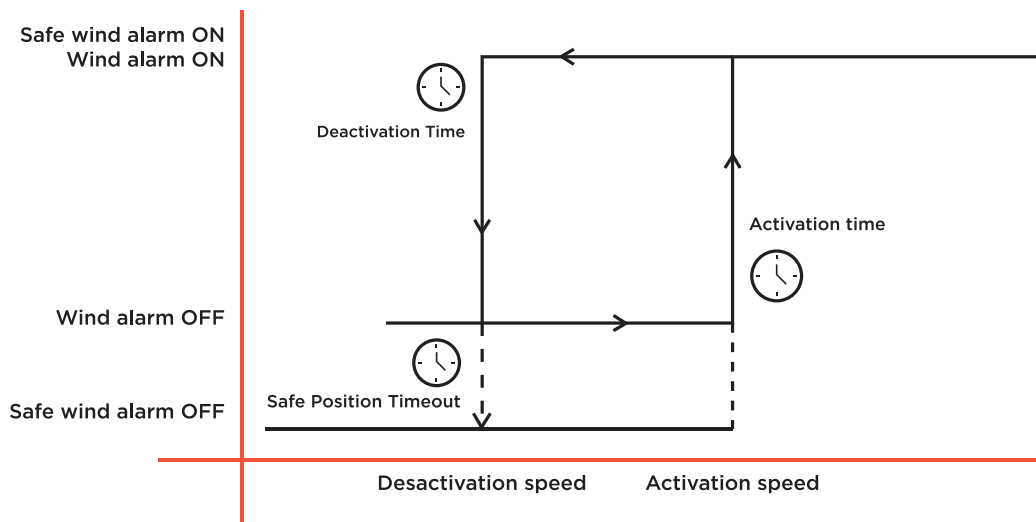 Safe wind alarm ON
Wind alarm ON
Deactivation Time
Activation time
Wind alarm OFF
Safe Position Timeout
Safe wind alarm OFF
Desactivation speed
Activation speed